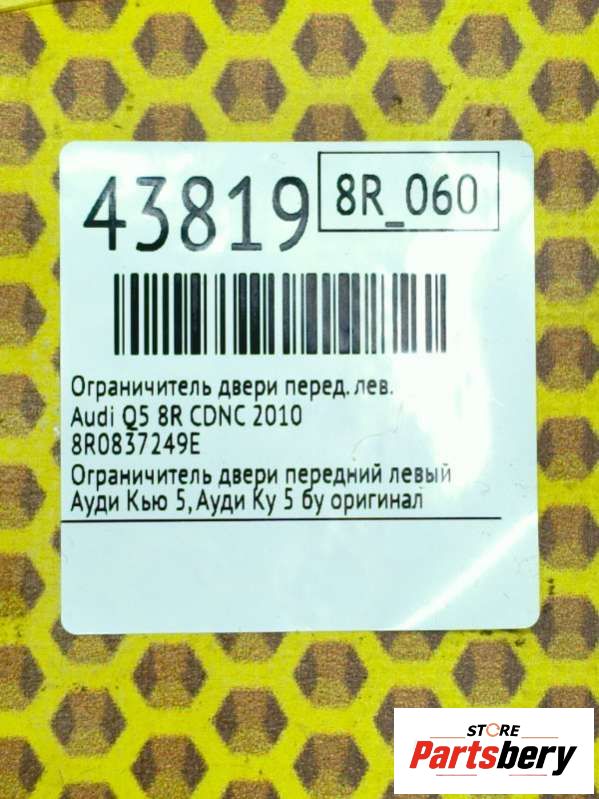 43819
8R_060
Ограничитель двери перед. лев.
Audi Q5 8R CDNC 2010
8R0837249E
Ограничитель двери передний левый
Ауди Кью 5, Ауди Ку 5 бу оригинал
STORE
Partsbery